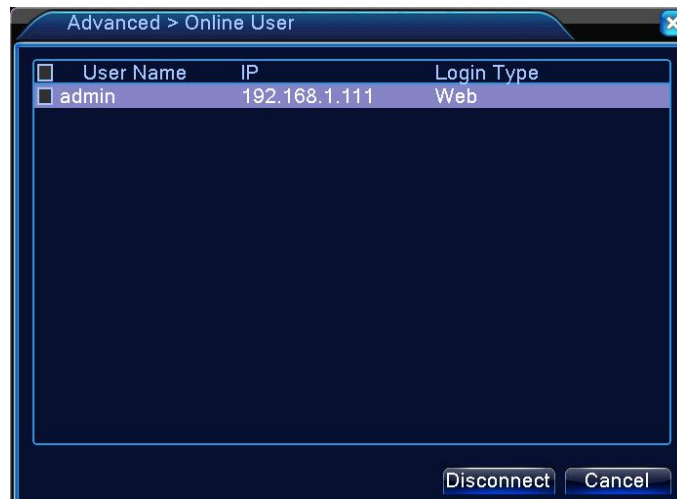 Advanced > Online User
User Name IP Login Type
admin 192.168.1.111 Web
Disconnect Cancel